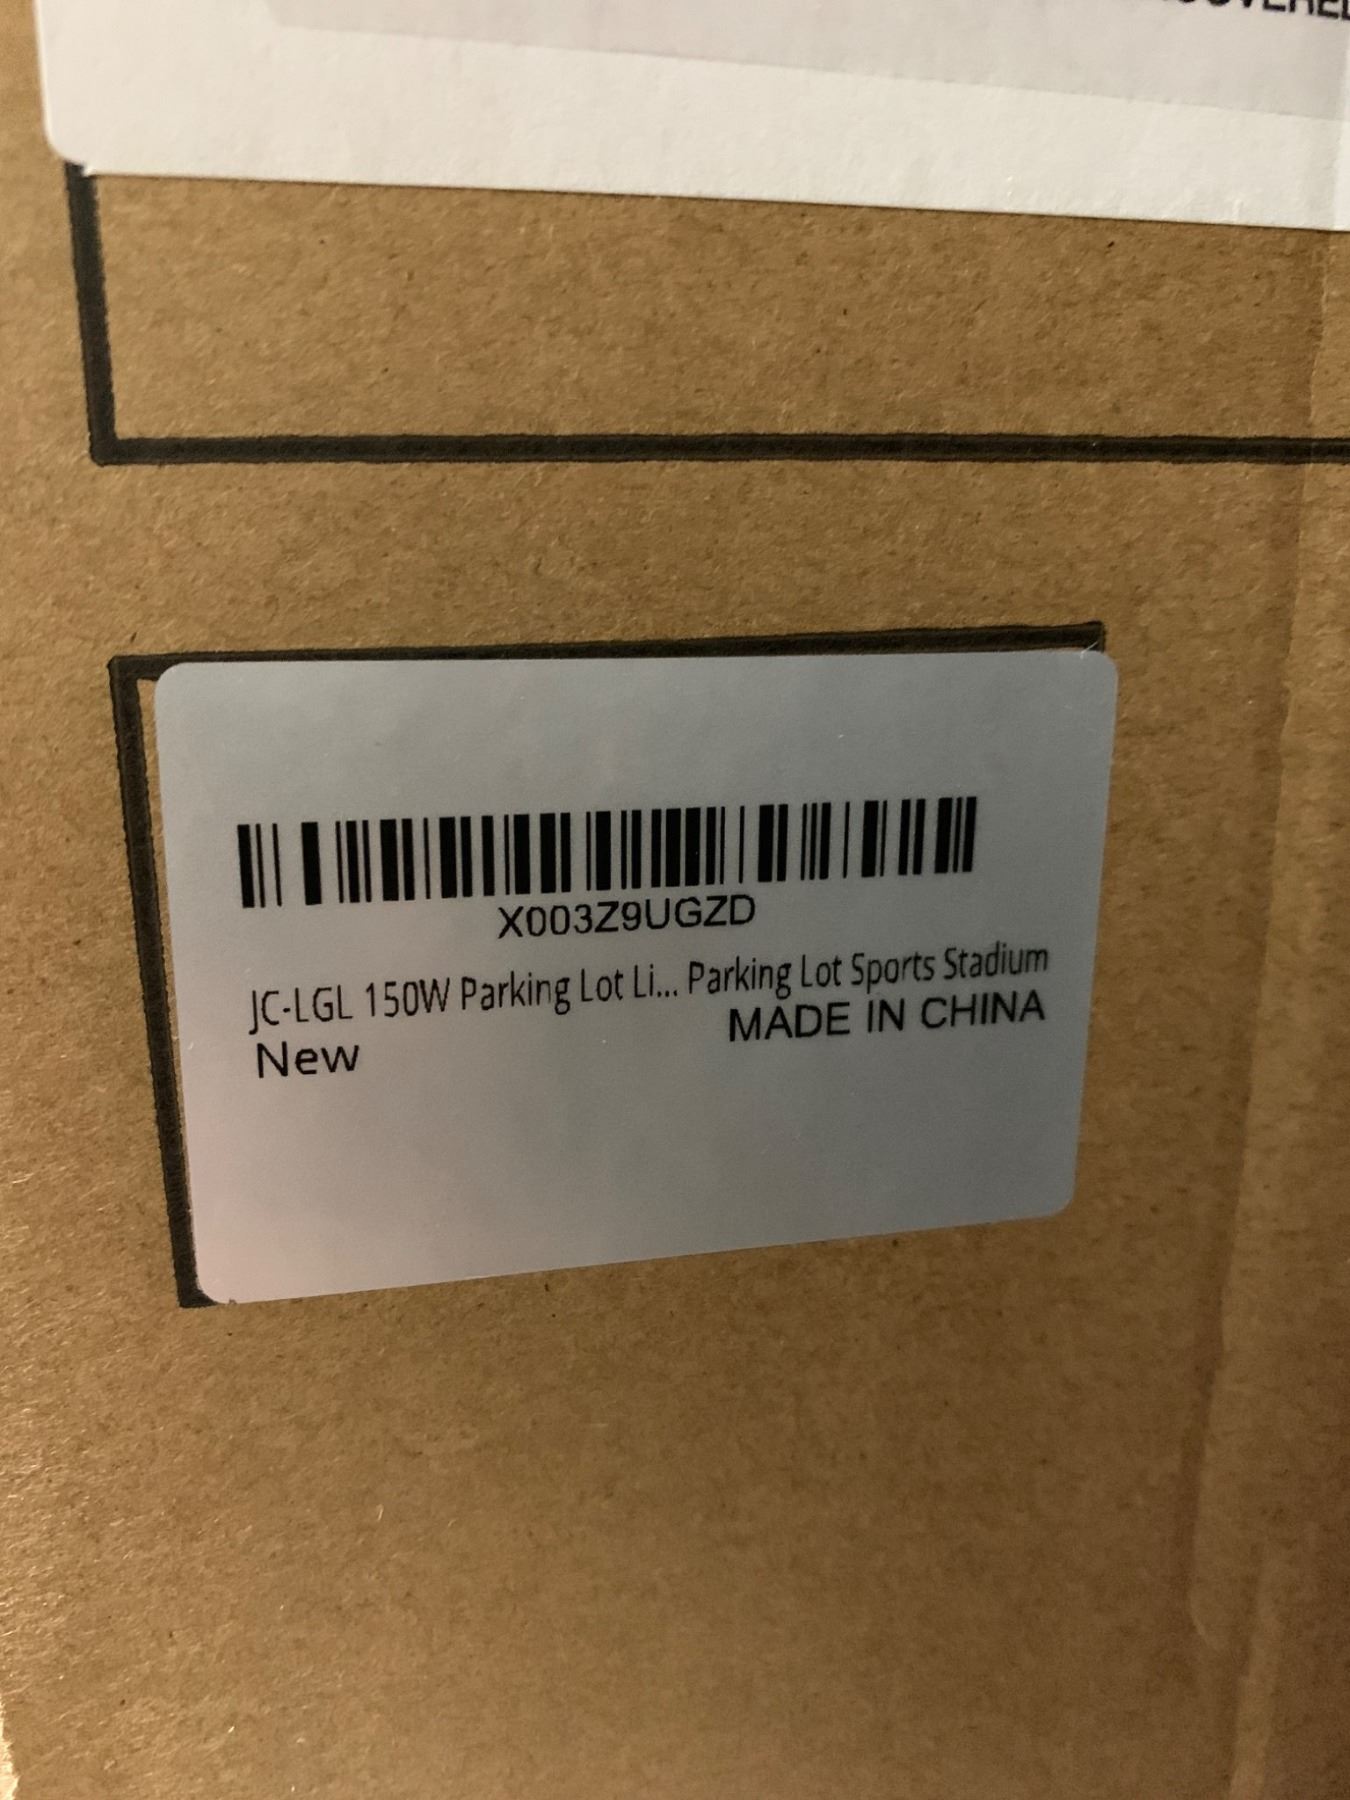 X003Z9UGZD
JC-LGL 150W Parking Lot Li... Parking Lot Sports Stadium
New
MADE IN CHINA